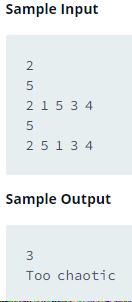 Sample Input
2
5
2 1 5 3 4
5
2 5 1 3 4
Sample Output
3
Too chaotic